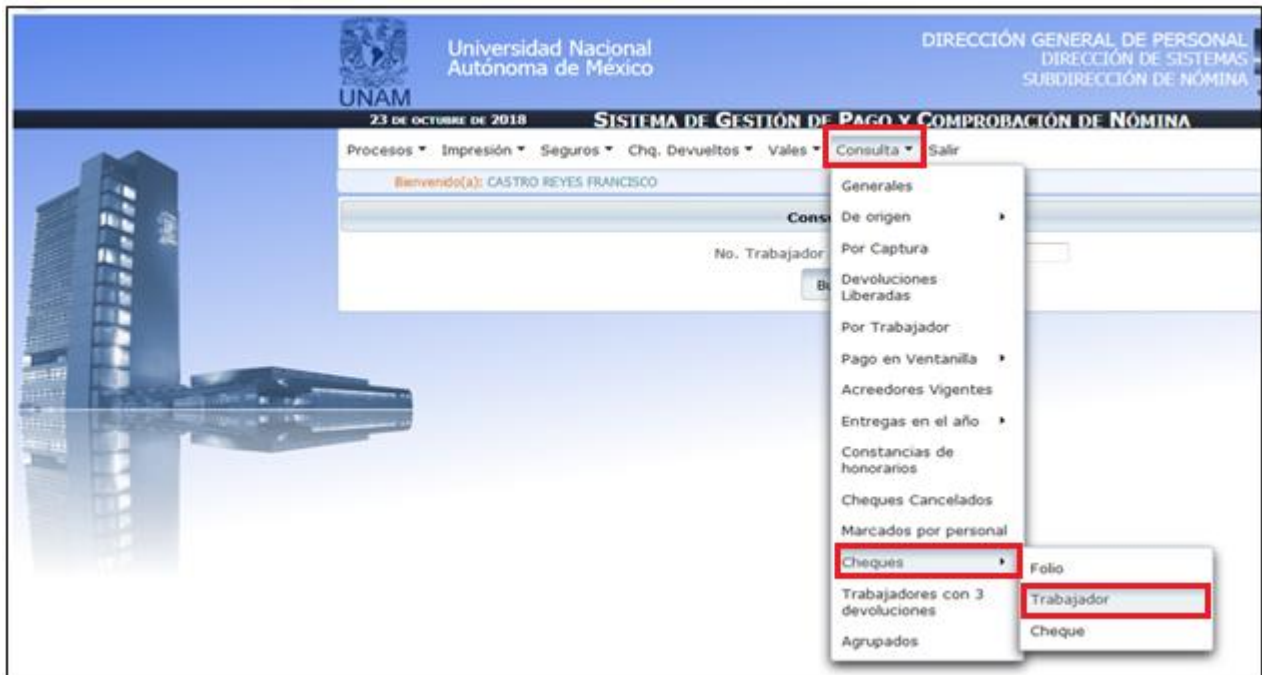 Universidad Nacional
Autónoma de México
UNAM
DIRECCIÓN GENERAL DE PERSONAL
DIRECCIÓN DE SISTEMAS
SUBDIRECCIÓN DE NÓMINA
23 DE OCTUBRE DE 2018
SISTEMA DE GESTIÓN DE PAGO Y COMPROBACIÓN DE NÓMINA
Procesos Impresión Seguros Chq. Devueltos Vales Consulta Salir
Bienvenido(a): CASTRO REYES FRANCISCO
Cons
No. Trabajador
Bu
Generales
De origen
Por Captura
Devoluciones
Liberadas
Por Trabajador
Pago en Ventanilla
Acreedores Vigentes
Entregas en el año
Constancias de
honorarios
Cheques Cancelados
Marcados por personal
Cheques
Trabajadores con 3
devoluciones
Agrupados
Folio
Trabajador
Cheque